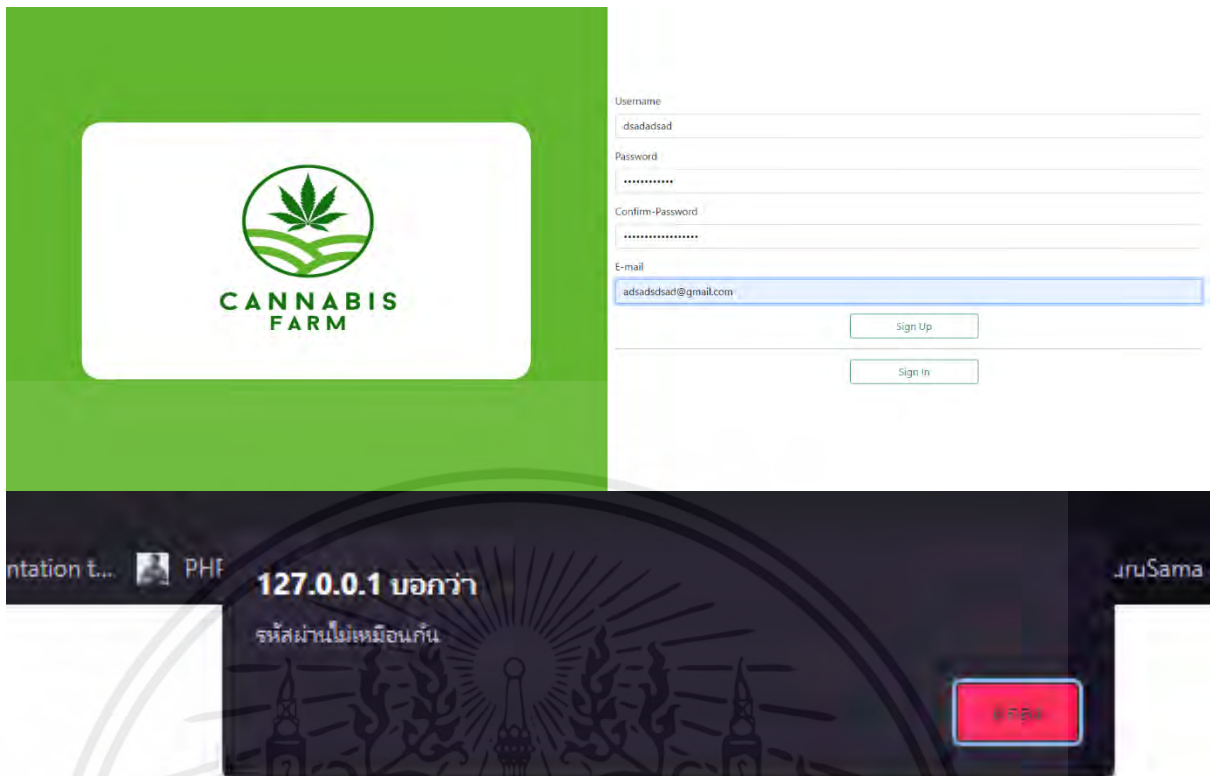 CANNABIS
FARM
Username
dsadadsad
Password
••••••••••••
Confirm-Password
••••••••••••••••••
E-mail
adsadsdsad@gmail.com
Sign Up
Sign In
ntation t...
PHF
uruSama
127.0.0.1 บอกว่า
รหัสผ่านไม่เหมือนกัน